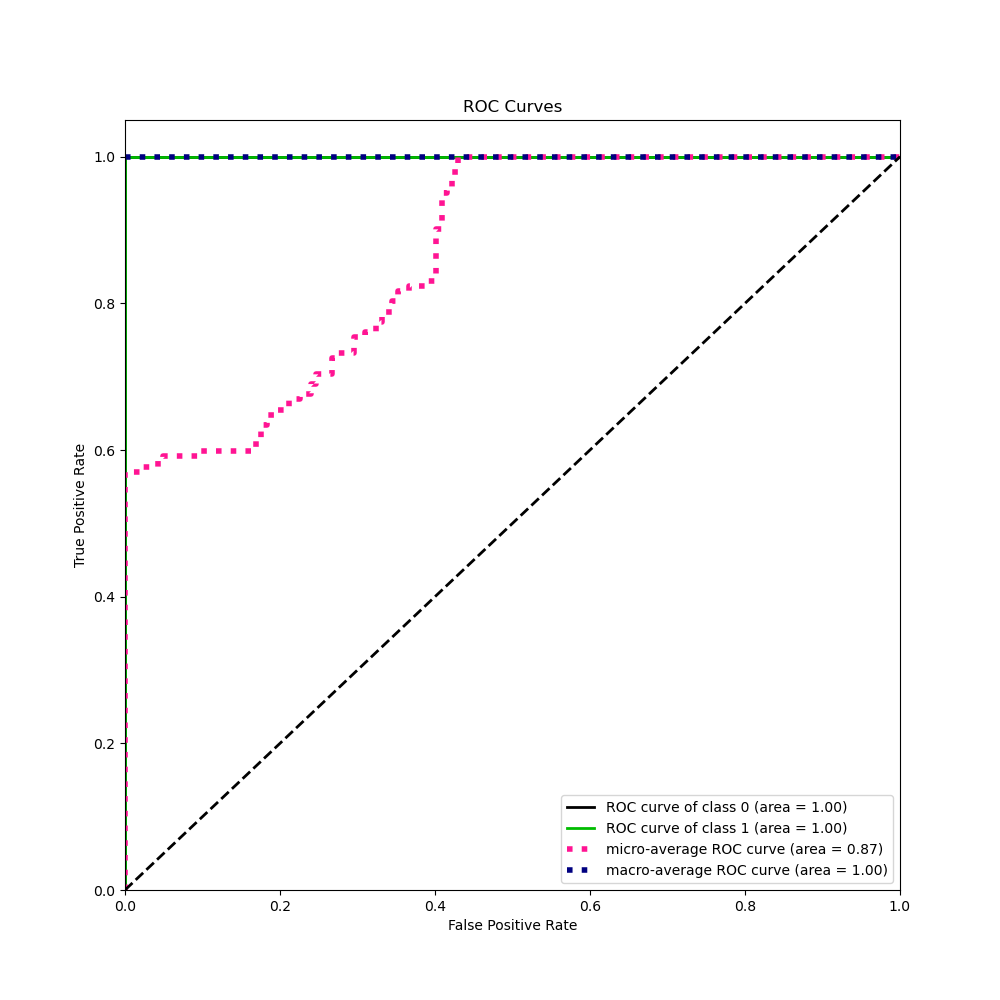 ROC Curves
1.0
0.8
0.6
0.4
0.2
0.0
True Positive Rate
ROC curve of class 0 (area = 1.00)
ROC curve of class 1 (area = 1.00)
micro-average ROC curve (area = 0.87)
macro-average ROC curve (area = 1.00)
0.0 0.2 0.4 0.6 0.8 1.0
False Positive Rate